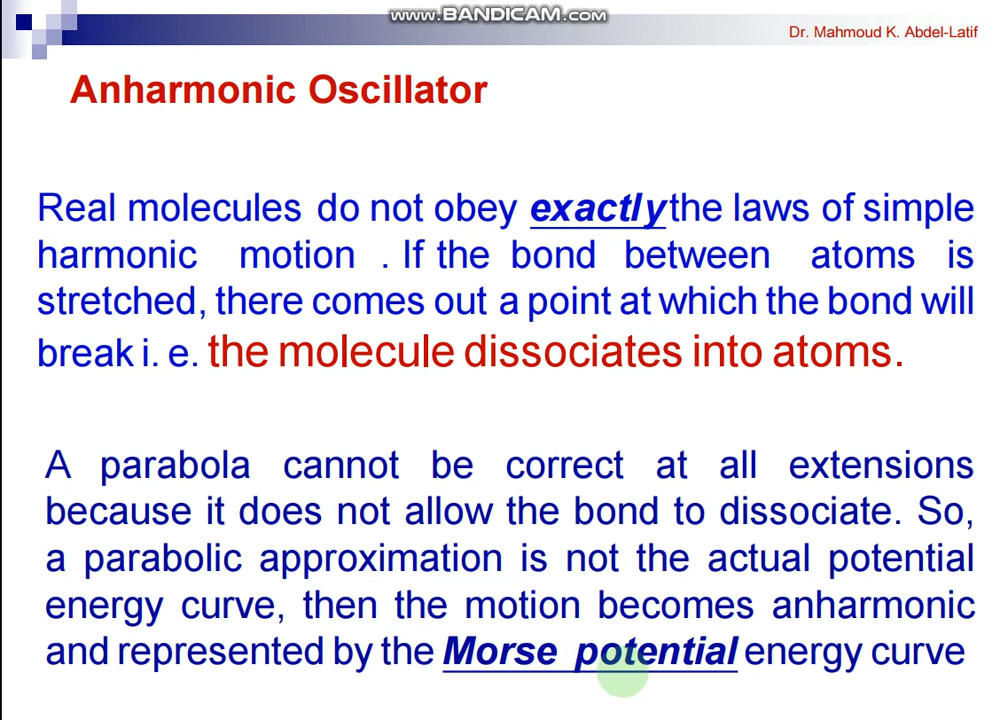 www.BANDICAM.com
Dr. Mahmoud K. Abdel-Latif
Anharmonic Oscillator
Real molecules do not obey exactly the laws of simple
harmonic motion . If the bond between atoms is
stretched, there comes out a point at which the bond will
break i. e. the molecule dissociates into atoms.
A parabola cannot be correct at all extensions
because it does not allow the bond to dissociate. So,
a parabolic approximation is not the actual potential
energy curve, then the motion becomes anharmonic
and represented by the Morse potential energy curve